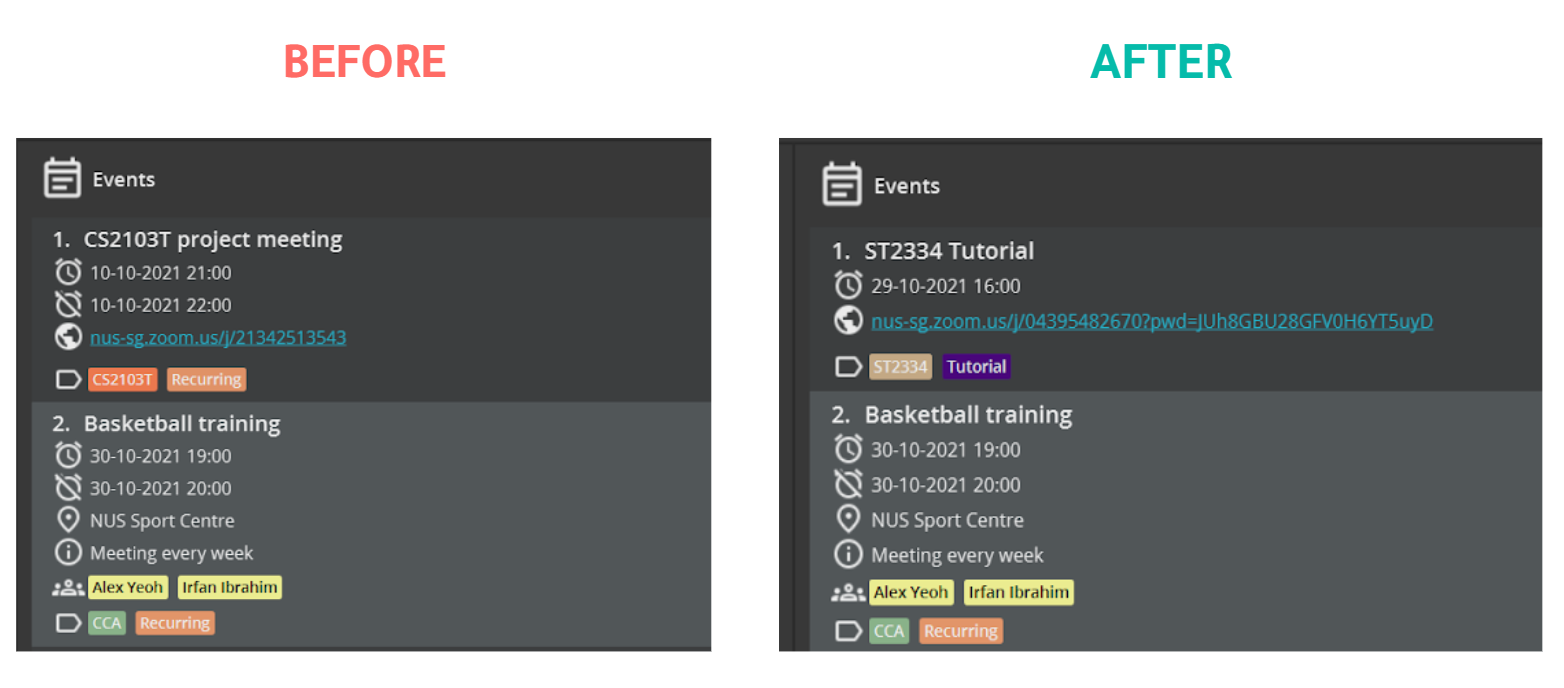 BEFORE
AFTER
Events
1. CS2103T project meeting
10-10-2021 21:00
10-10-2021 22:00
nus-sg.zoom.us/j/21342513543
CS2103T Recurring
2. Basketball training
30-10-2021 19:00
30-10-2021 20:00
NUS Sport Centre
Meeting every week
Alex Yeoh Irfan Ibrahim
CCA Recurring
Events
1. ST2334 Tutorial
29-10-2021 16:00
nus-sg.zoom.us/j/04395482670?pwd=JUh8GBU28GFV0H6YT5uyD
ST2334 Tutorial
2. Basketball training
30-10-2021 19:00
30-10-2021 20:00
NUS Sport Centre
Meeting every week
Alex Yeoh Irfan Ibrahim
CCA Recurring